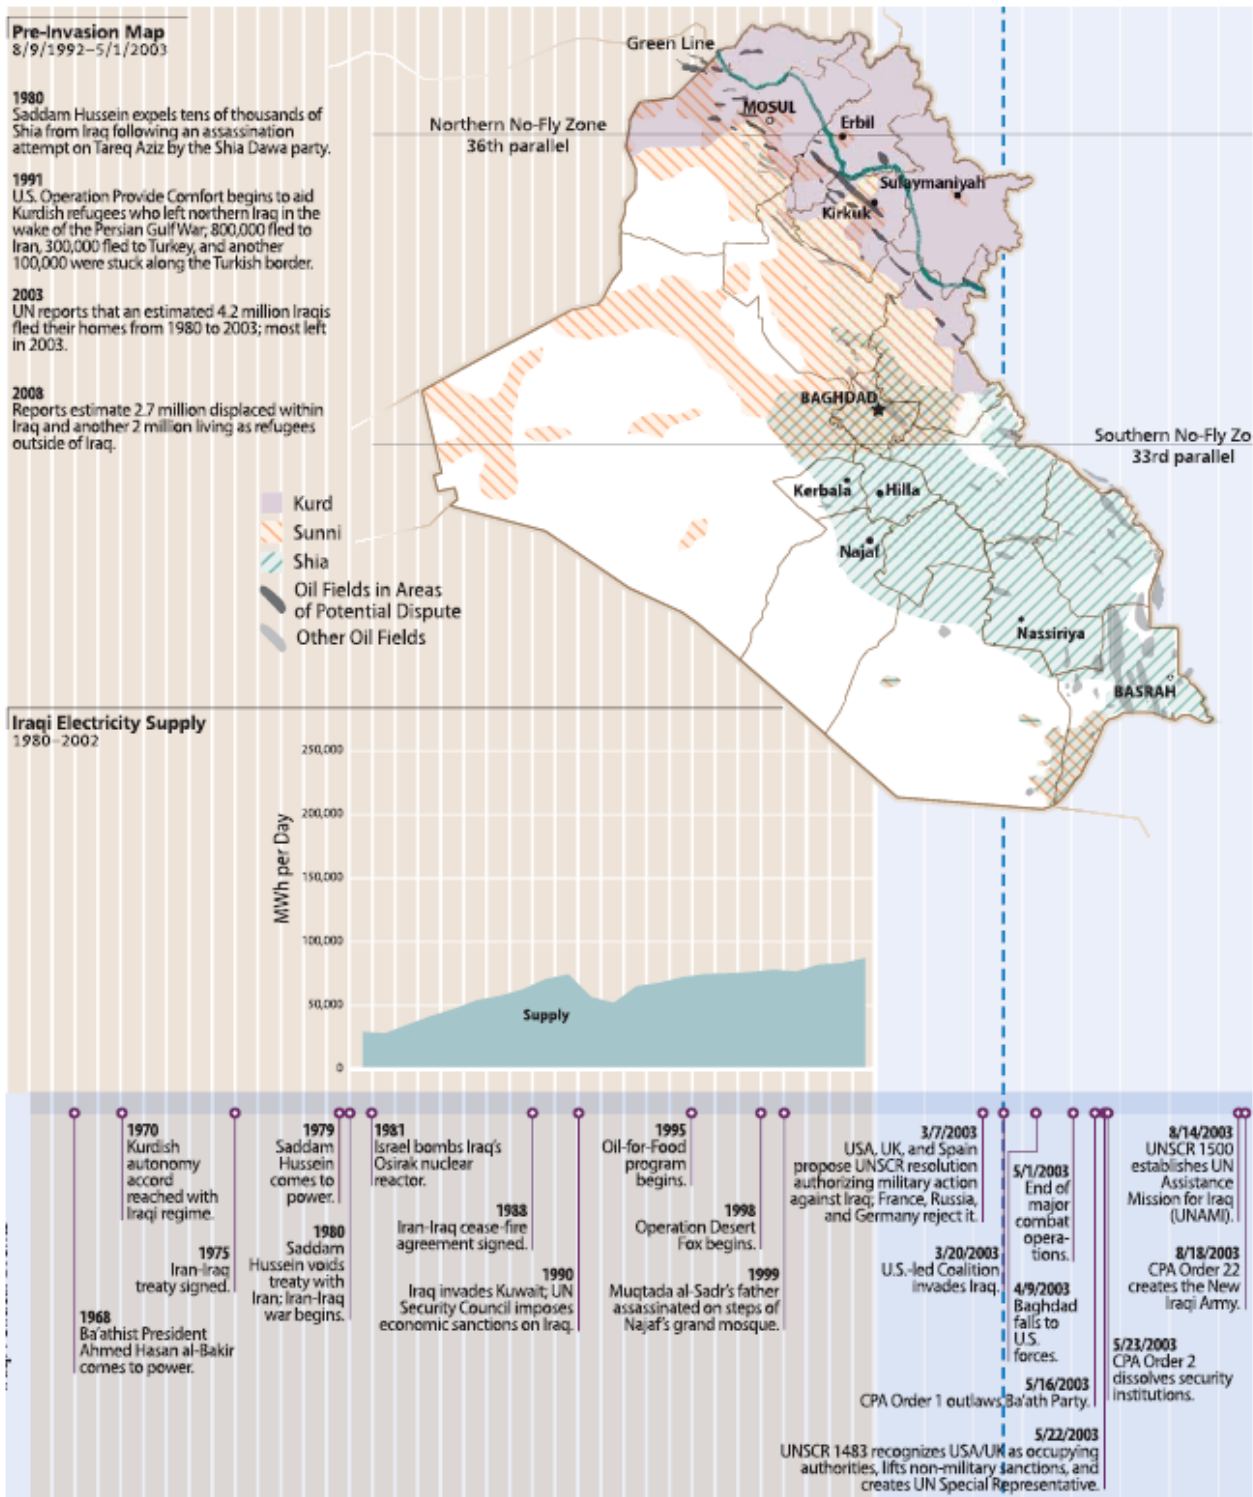 Pre-Invasion Map
8/9/1992–5/1/2003
1980
Saddam Hussein expels tens of thousands of
Shia from Iraq following an assassination
attempt on Tareq Aziz by the Shia Dawa party.
1991
U.S. Operation Provide Comfort begins to aid
Kurdish refugees who left northern Iraq in the
wake of the Persian Gulf War; 800,000 fled to
Iran, 300,000 fled to Turkey, and another
100,000 were stuck along the Turkish border.
2003
UN reports that an estimated 4.2 million Iraqis
fled their homes from 1980 to 2003; most left
in 2003.
2008
Reports estimate 2.7 million displaced within
Iraq and another 2 million living as refugees
outside of Iraq.
Green Line
Northern No-Fly Zone
36th parallel
MOSUL
Erbil
Sulaymaniyah
Kirkuk
BAGHDAD
Southern No-Fly Zo
33rd parallel
Kerbala
Hilla
Najaf
Nassiriya
BASRAH
Kurd
Sunni
Shia
Oil Fields in Areas
of Potential Dispute
Other Oil Fields
Iraqi Electricity Supply
1980–2002
MWh per Day
250,000
200,000
150,000
100,000
50,000
0
Supply
1968
Ba'athist President
Ahmed Hasan al-Bakir
comes to power.
1970
Kurdish
autonomy
accord
reached with
Iraqi regime.
1975
Iran-Iraq
treaty signed.
1979
Saddam
Hussein
comes to
power.
1980
Saddam
Hussein voids
treaty with
Iran; Iran-Iraq
war begins.
1981
Israel bombs Iraq's
Osirak nuclear
reactor.
1988
Iran-Iraq cease-fire
agreement signed.
1990
Iraq invades Kuwait; UN
Security Council imposes
economic sanctions on Iraq.
1995
Oil-for-Food
program
begins.
1998
Operation Desert
Fox begins.
1999
Muqtada al-Sadr's father
assassinated on steps of
Najaf's grand mosque.
3/7/2003
USA, UK, and Spain
propose UNSCR resolution
authorizing military action
against Iraq; France, Russia,
and Germany reject it.
3/20/2003
U.S.-led Coalition
invades Iraq.
4/9/2003
Baghdad
falls to
U.S.
forces.
5/1/2003
End of
major
combat
opera-
tions.
5/16/2003
CPA Order 1 outlaws Ba'ath Party.
5/22/2003
UNSCR 1483 recognizes USA/UK as occupying
authorities, lifts non-military sanctions, and
creates UN Special Representative.
5/23/2003
CPA Order 2
dissolves security
institutions.
8/14/2003
UNSCR 1500
establishes UN
Assistance
Mission for Iraq
(UNAMI).
8/18/2003
CPA Order 22
creates the New
Iraqi Army.